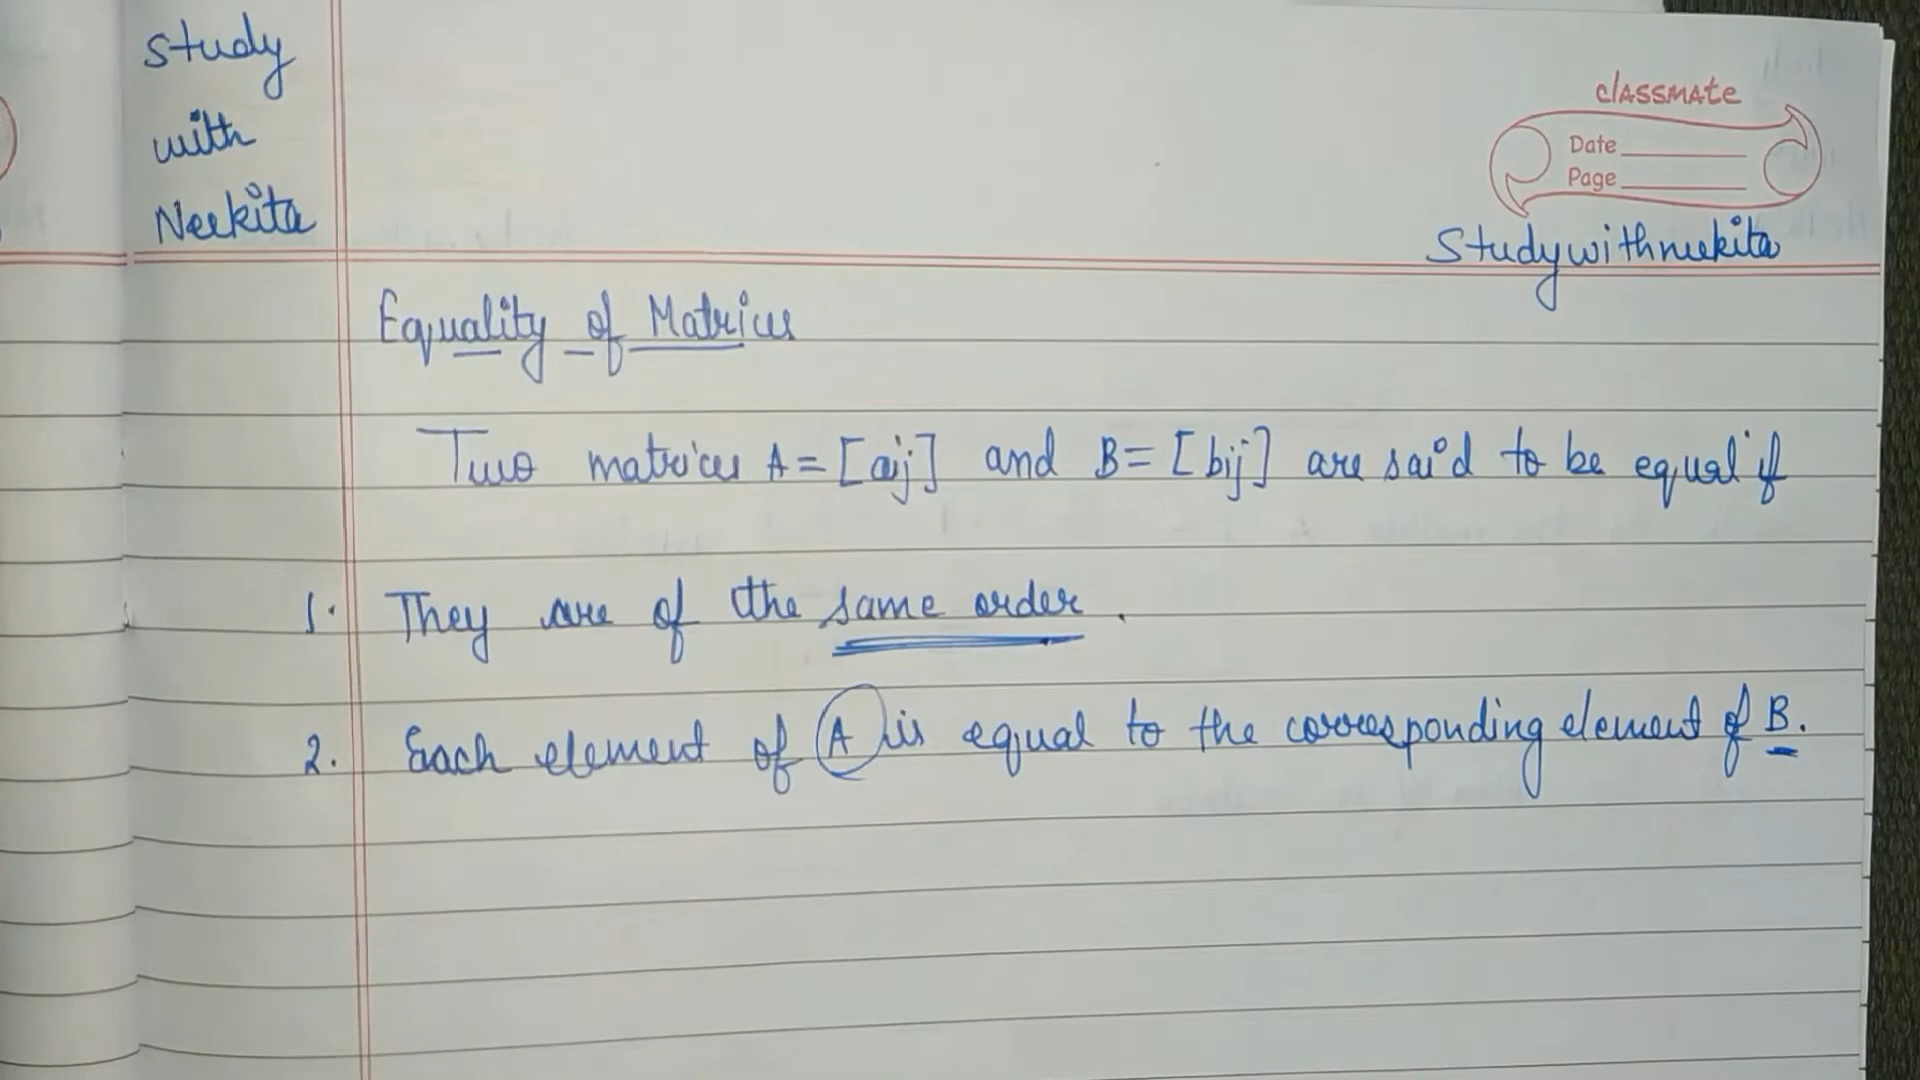 study
with
Neekita
classmate
Date
Page
Studywithneekita
Equality of Matrices
Two matrices A = [aij] and B = [bij] are said to be equal if
1. They are of the same order.
2. Each element of A is equal to the corresponding element of B.